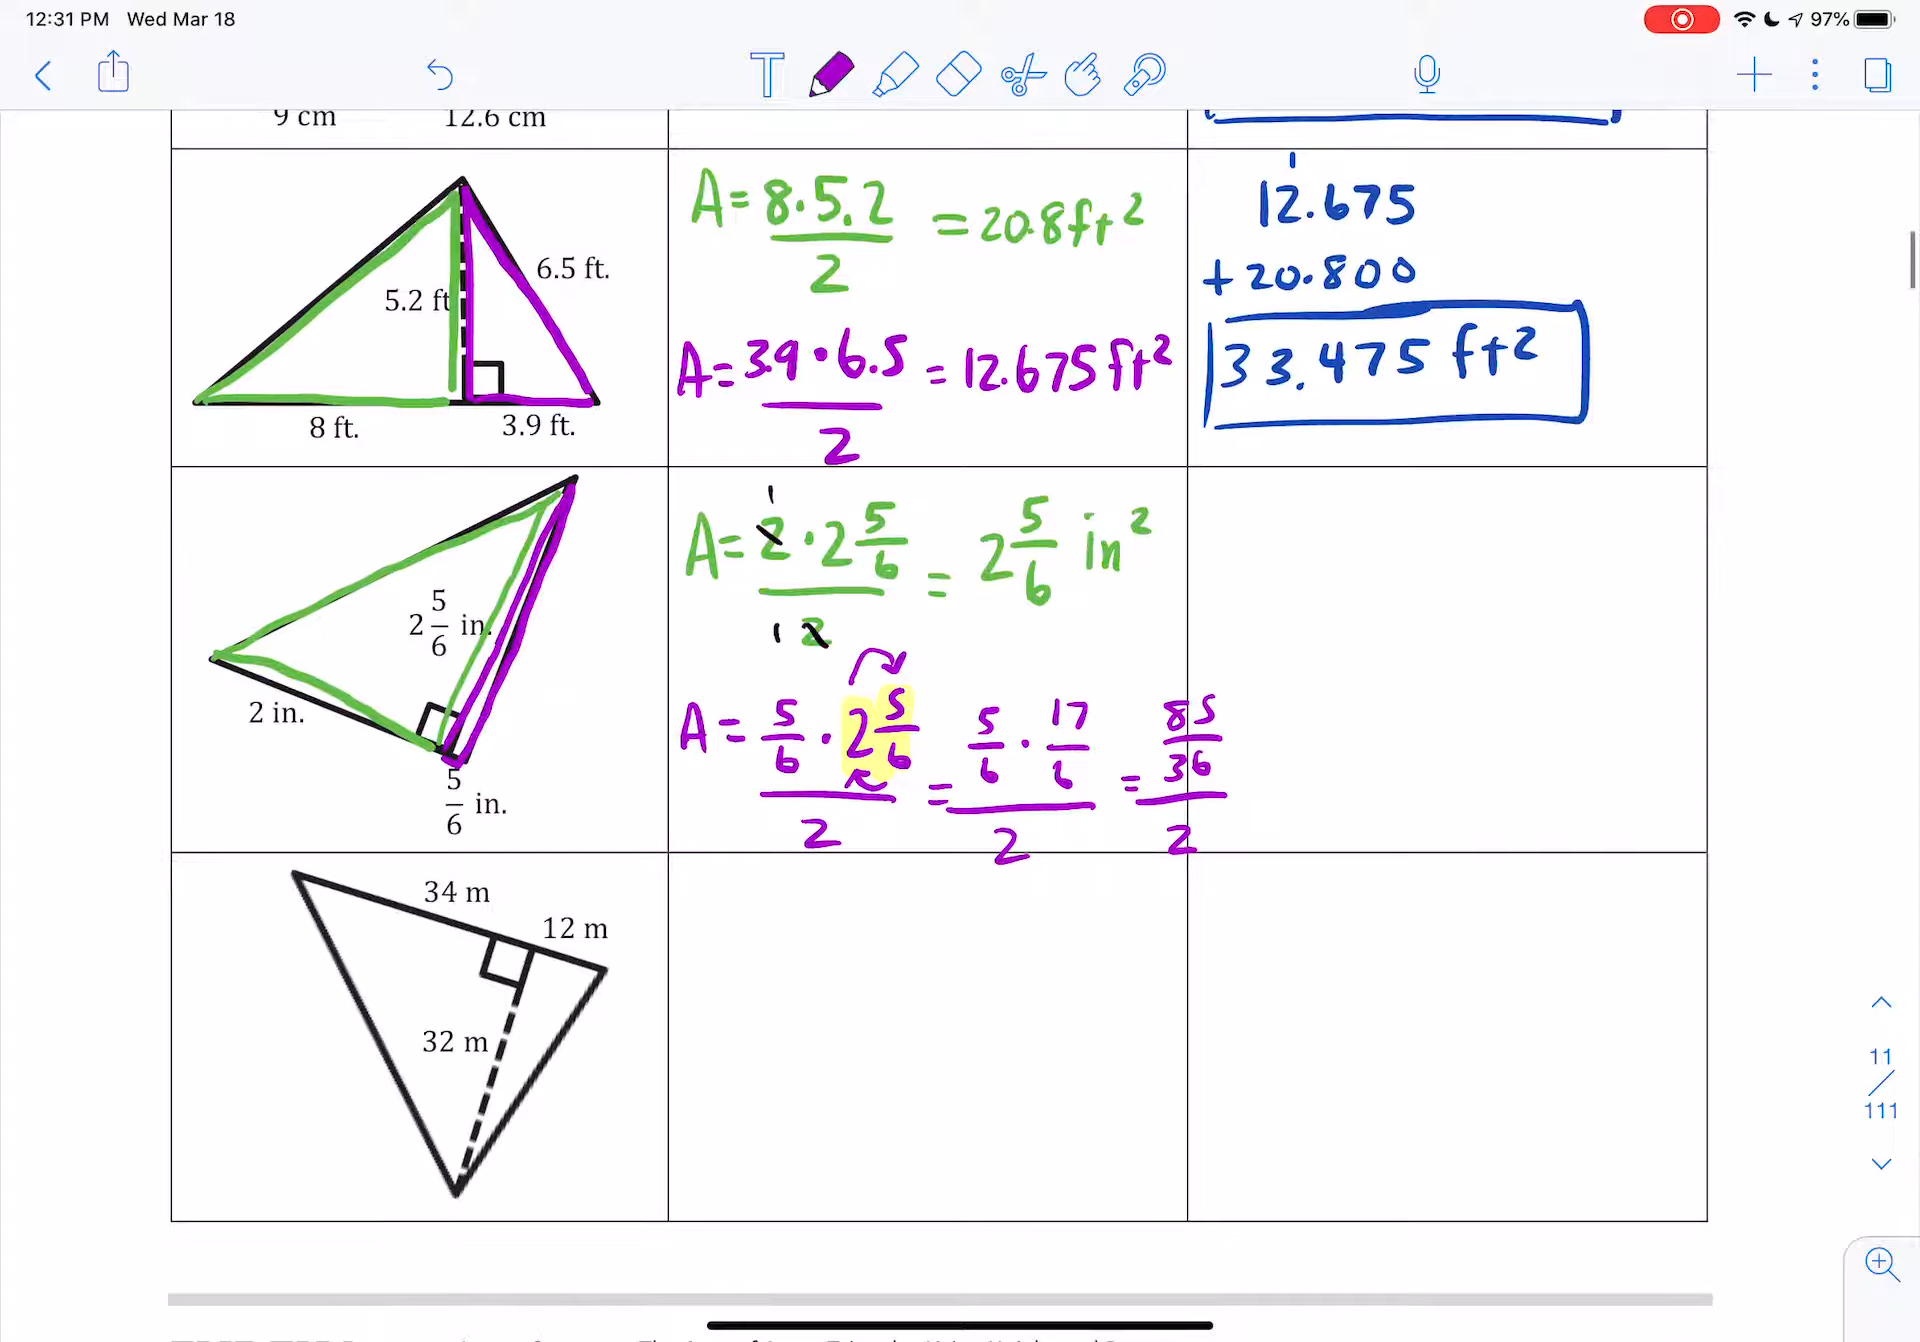 12:31 PM Wed Mar 18
97%
9 cm 12.6 cm
6.5 ft.
5.2 ft
8 ft. 3.9 ft.
A = 8·5.2 / 2 = 20.8 ft²
A = 3.9·6.5 / 2 = 12.675 ft²
1
12.675
+ 20.800
33.475 ft²
2 5/6 in.
2 in.
5/6 in.
1
A = 2 · 2 5/6 / 2 = 2 5/6 in²
1
A = 5/6 · 2 5/6 / 2 = 5/6 · 17/6 / 2 = 85/36 / 2
34 m
12 m
32 m
11
/
111